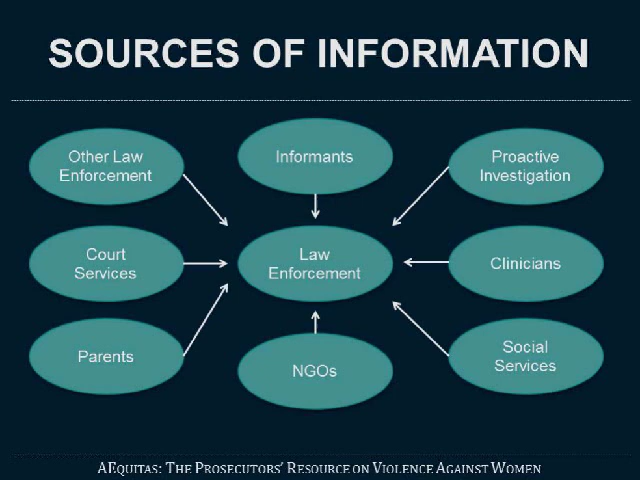 SOURCES OF INFORMATION
Other Law
Enforcement
Informants
Proactive
Investigation
Court
Services
Law
Enforcement
Clinicians
Parents
NGOs
Social
Services
AEQUITAS: THE PROSECUTORS' RESOURCE ON VIOLENCE AGAINST WOMEN